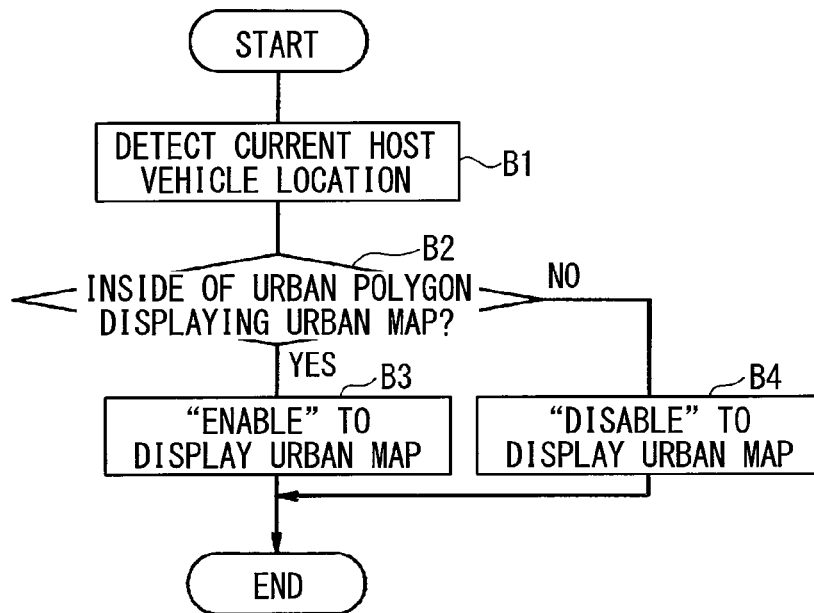 START
DETECT CURRENT HOST
VEHICLE LOCATION
B1
B2
INSIDE OF URBAN POLYGON
DISPLAYING URBAN MAP?
NO
YES
B3
“ENABLE” TO
DISPLAY URBAN MAP
B4
“DISABLE” TO
DISPLAY URBAN MAP
END